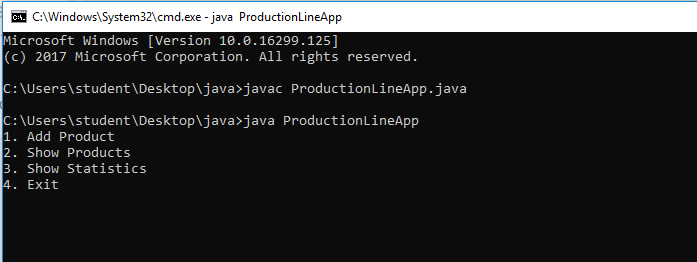 C:\Windows\System32\cmd.exe - java  ProductionLineApp
Microsoft Windows [Version 10.0.16299.125]
(c) 2017 Microsoft Corporation. All rights reserved.
C:\Users\student\Desktop\java>javac ProductionLineApp.java
C:\Users\student\Desktop\java>java ProductionLineApp
1. Add Product
2. Show Products
3. Show Statistics
4. Exit